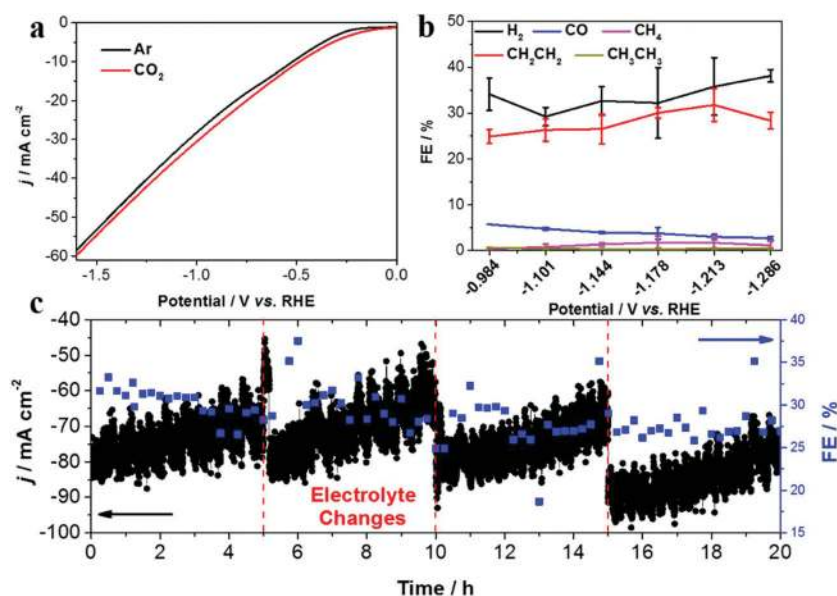 a
Ar
CO2
j / mA cm-2
0
-10
-20
-30
-40
-50
-60
-1.5
-1.0
-0.5
0.0
Potential / V vs. RHE
b
H2 CO CH4
CH2CH2 CH3CH3
FE / %
50
40
30
20
10
0
-0.984
-1.101
-1.144
-1.178
-1.213
-1.286
Potential / V vs. RHE
c
j / mA cm-2
-40
-50
-60
-70
-80
-90
-100
Electrolyte
Changes
40
35
30
25
20
15
FE / %
0 2 4 6 8 10 12 14 16 18 20
Time / h